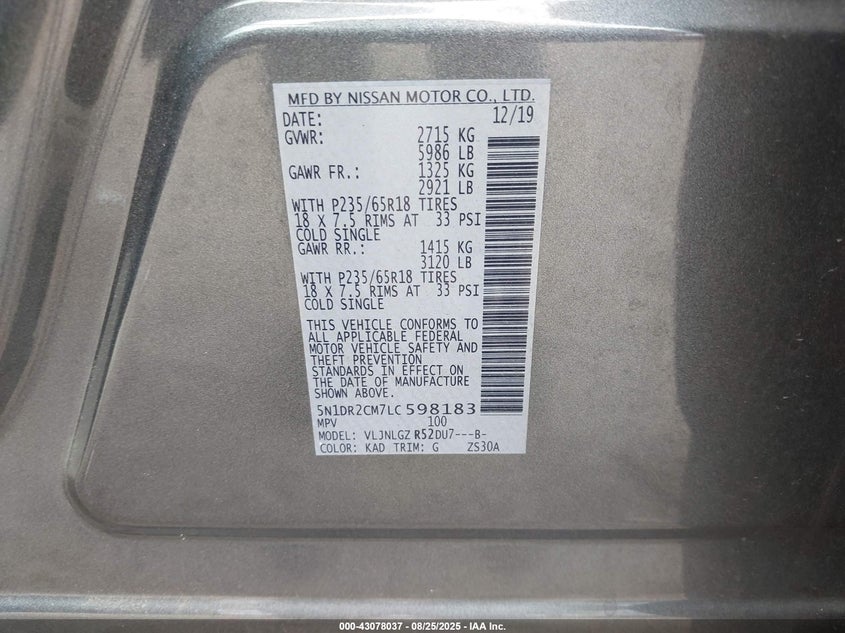 MFD BY NISSAN MOTOR CO., LTD.
DATE: 12/19
GVWR: 2715 KG
5986 LB
GAWR FR.: 1325 KG
2921 LB
WITH P235/65R18 TIRES
18 X 7.5 RIMS AT 33 PSI
COLD SINGLE
GAWR RR.: 1415 KG
3120 LB
WITH P235/65R18 TIRES
18 X 7.5 RIMS AT 33 PSI
COLD SINGLE
THIS VEHICLE CONFORMS TO
ALL APPLICABLE FEDERAL
MOTOR VEHICLE SAFETY AND
THEFT PREVENTION
STANDARDS IN EFFECT ON
THE DATE OF MANUFACTURE
SHOWN ABOVE.
5N1DR2CM7LC598183
MPV 100
MODEL: VLJNLGZ R52DU7---B-
COLOR: KAD TRIM: G ZS30A
000-43078037 - 08/25/2025 - IAA Inc.